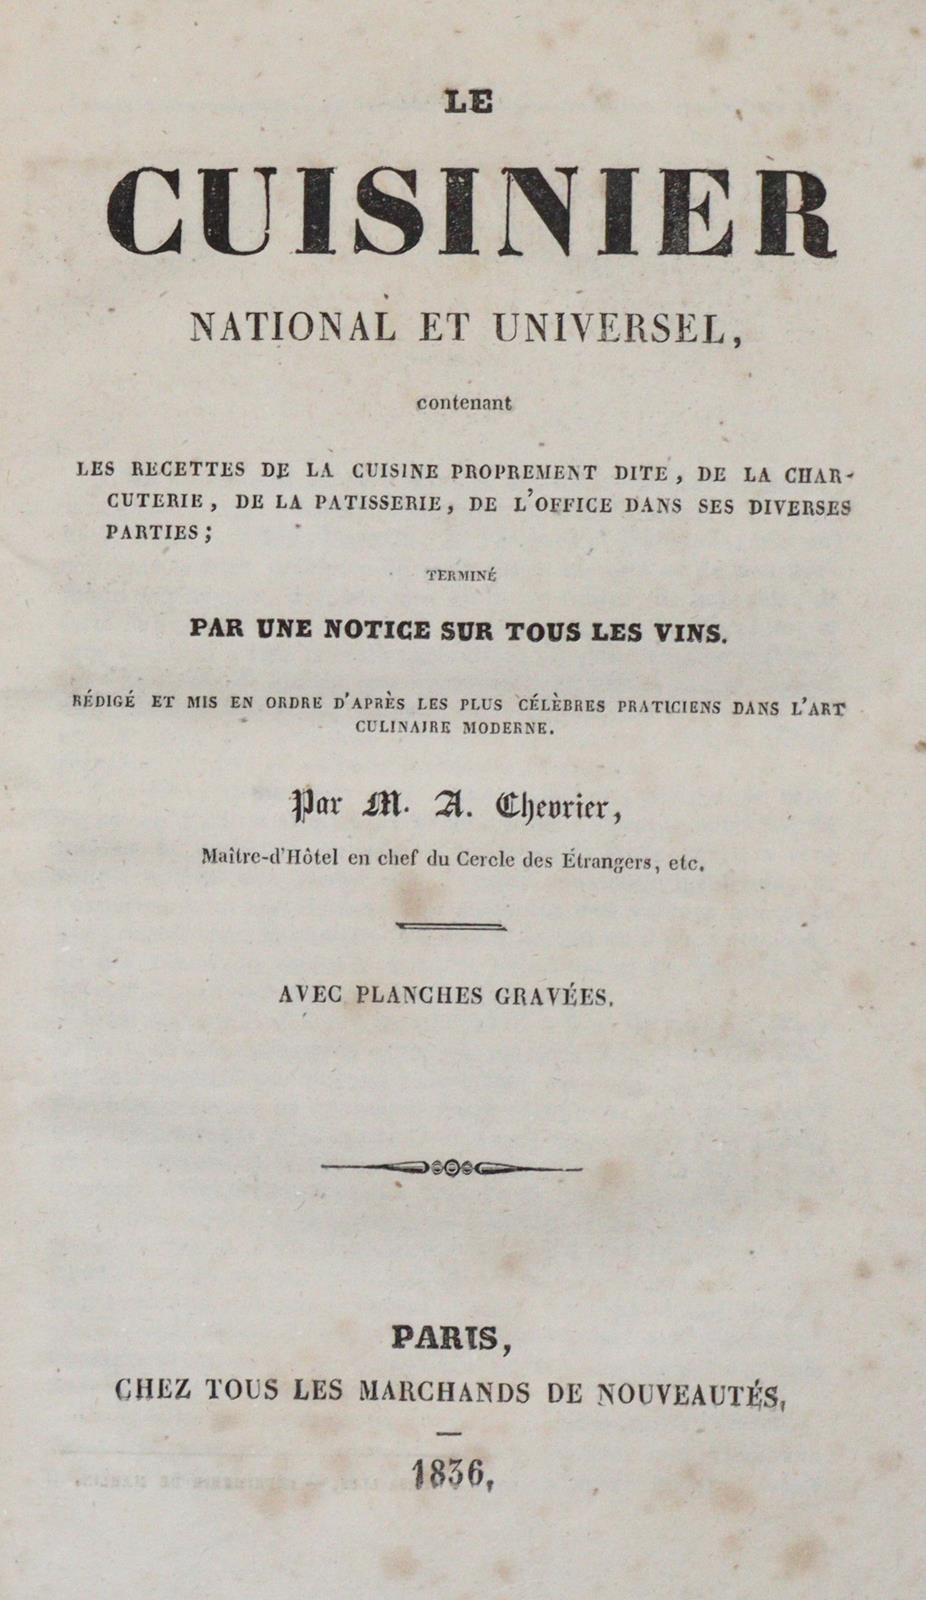 LE
CUISINIER
NATIONAL ET UNIVERSEL,
contenant
LES RECETTES DE LA CUISINE PROPREMENT DITE, DE LA CHAR-
CUTERIE, DE LA PATISSERIE, DE L'OFFICE DANS SES DIVERSES
PARTIES;
TERMINÉ
PAR UNE NOTICE SUR TOUS LES VINS.
RÉDIGÉ ET MIS EN ORDRE D'APRÈS LES PLUS CÉLÈBRES PRATICIENS DANS L'ART
CULINAIRE MODERNE.
Par M. A. Chevrier,
Maître-d'Hôtel en chef du Cercle des Étrangers, etc.
AVEC PLANCHES GRAVÉES.
PARIS,
CHEZ TOUS LES MARCHANDS DE NOUVEAUTÉS,
1836,